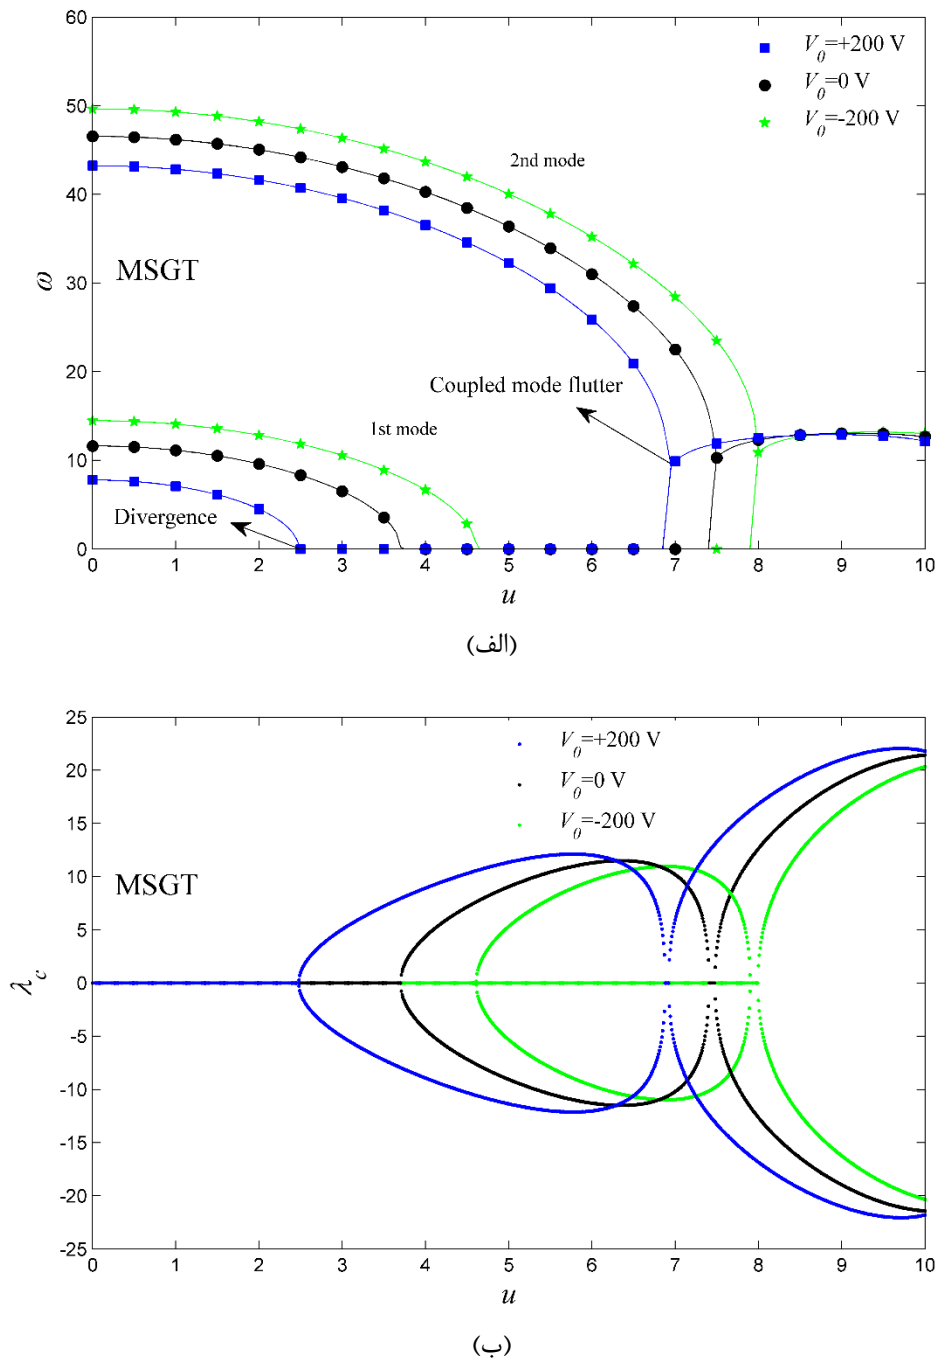 60
50
40
30
20
10
0
ω
V0=+200 V
V0=0 V
V0=-200 V
2nd mode
MSGT
Coupled mode flutter
1st mode
Divergence
0 1 2 3 4 5 6 7 8 9 10
u
(الف)
25
20
15
10
5
0
-5
-10
-15
-20
-25
λc
V0=+200 V
V0=0 V
V0=-200 V
MSGT
0 1 2 3 4 5 6 7 8 9 10
u
(ب)